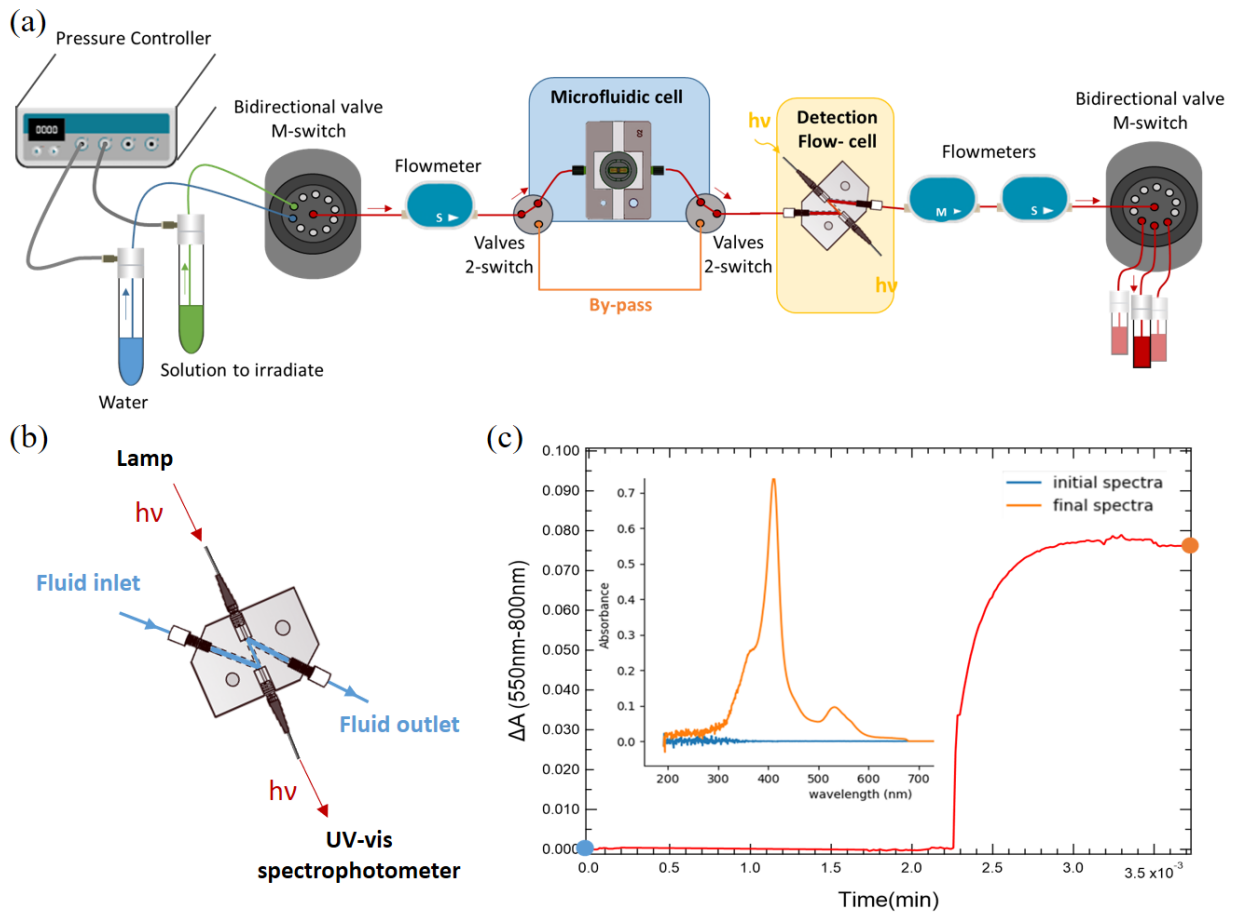 (a)
Pressure Controller
Bidirectional valve
M-switch
Flowmeter
S
Microfluidic cell
Valves
2-switch
By-pass
Valves
2-switch
hν
Detection
Flow- cell
hν
Flowmeters
M
S
Bidirectional valve
M-switch
Solution to irradiate
Water
(b)
Lamp
hν
Fluid inlet
Fluid outlet
hν
UV-vis
spectrophotometer
(c)
ΔA (550nm-800nm)
0.100
0.090
0.080
0.070
0.060
0.050
0.040
0.030
0.020
0.010
0.000
0.0
0.5
1.0
1.5
2.0
2.5
3.0
3.5 x10⁻³
Time(min)
initial spectra
final spectra
Absorbance
0.7
0.6
0.5
0.4
0.3
0.2
0.1
0.0
200
300
400
500
600
700
wavelength (nm)